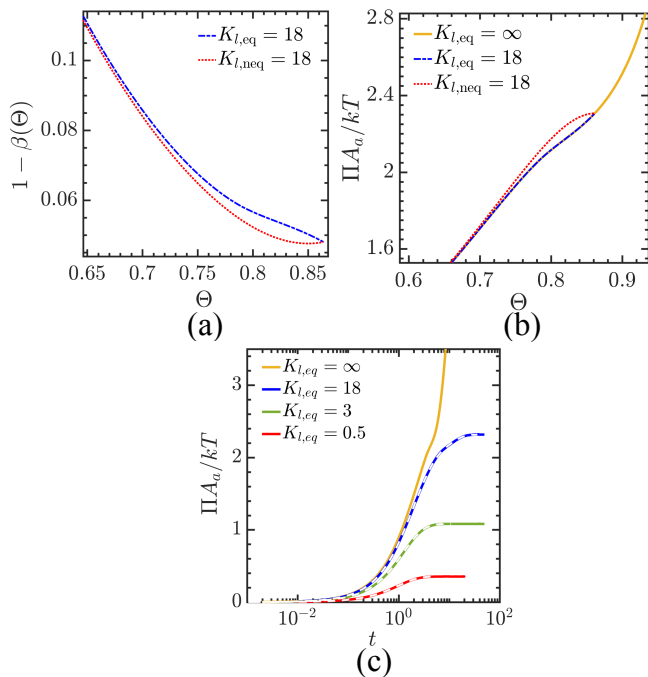 0.1
0.08
0.06
1 − β(Θ)
K_{l,eq} = 18
K_{l,neq} = 18
0.65 0.7 0.75 0.8 0.85
Θ
(a)
2.8
2.4
2
1.6
ΠA_a/kT
K_{l,eq} = ∞
K_{l,eq} = 18
K_{l,neq} = 18
0.6 0.7 0.8 0.9
Θ
(b)
3
2
1
0
ΠA_a/kT
K_{l,eq} = ∞
K_{l,eq} = 18
K_{l,eq} = 3
K_{l,eq} = 0.5
10^{-2} 10^0 10^2
t
(c)